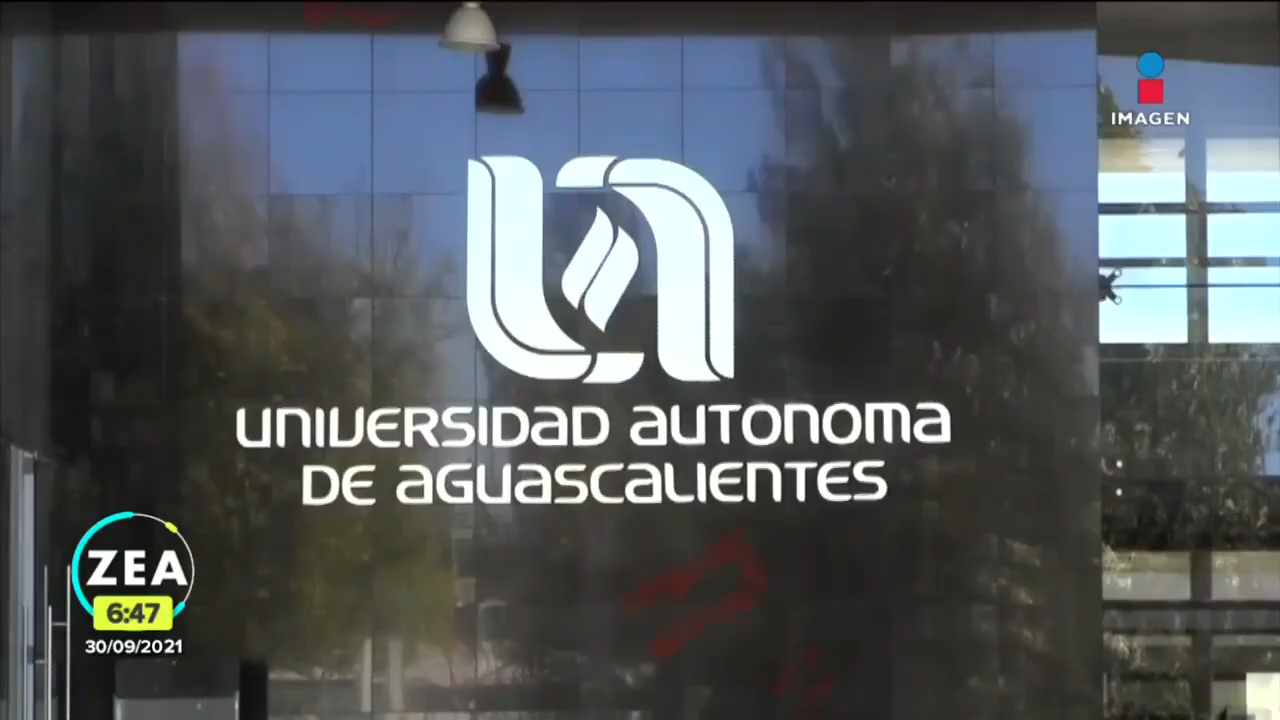 IMAGEN
UNIVERSIDAD AUTONOMA
DE AGUASCALIENTES
ZEA
6:47
30/09/2021